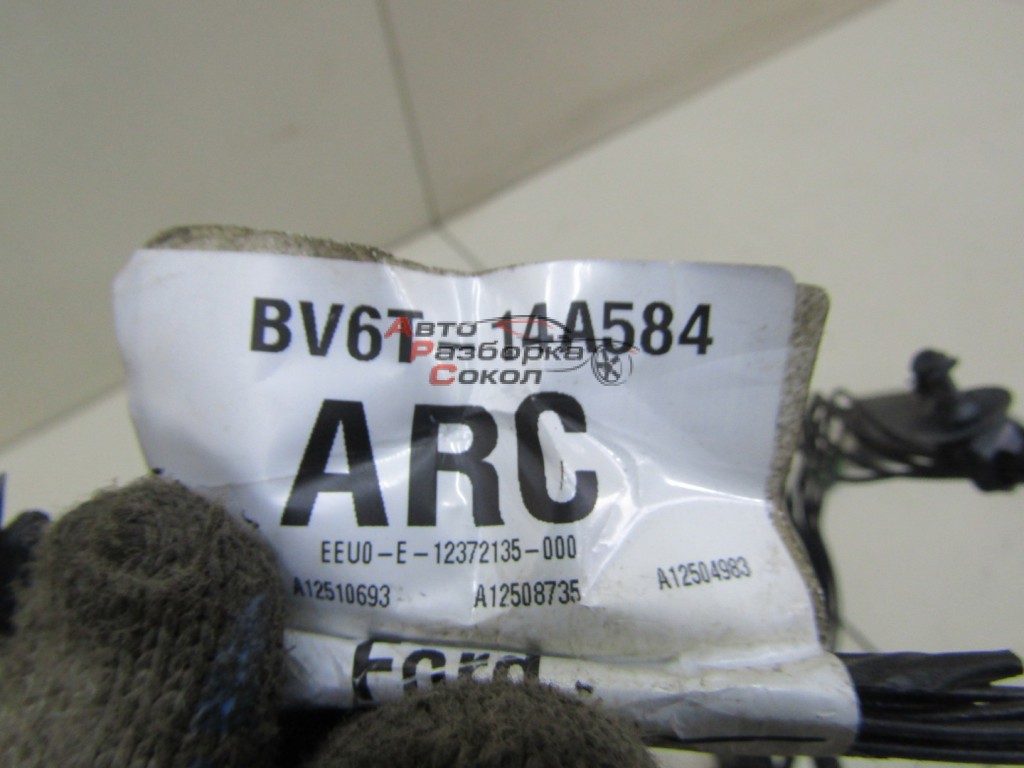 BV6T-14A584
Авто
Разборка
Сокол
ARC
EEU0-E-12372135-000
A12510693 A12508735 A12504983
Ford